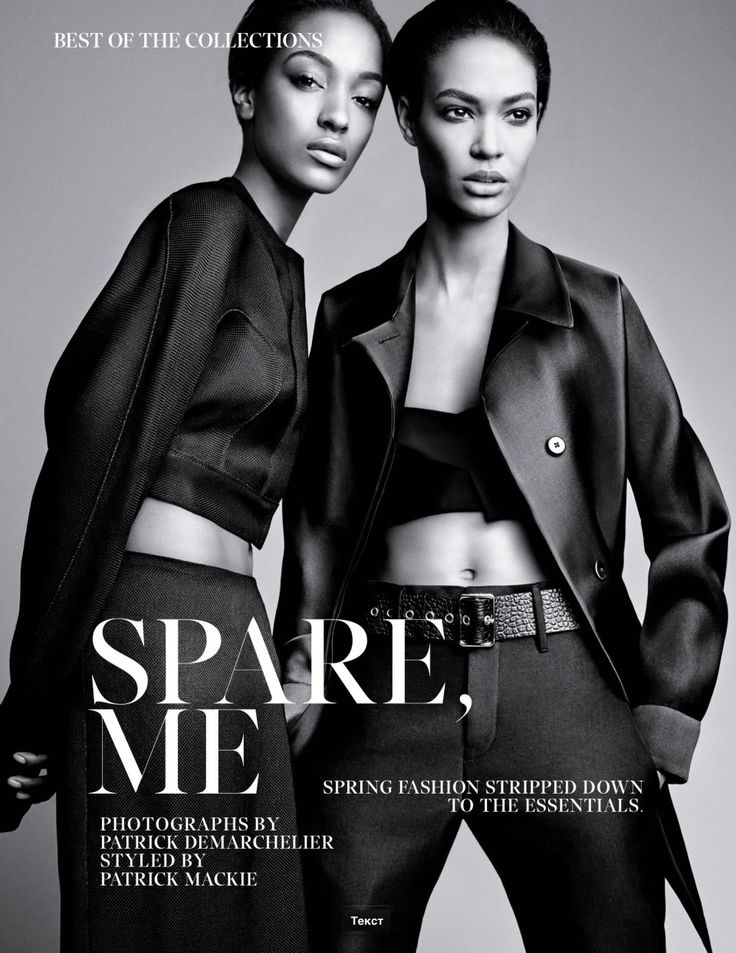 BEST OF THE COLLECTIONS
SPARE,
ME
SPRING FASHION STRIPPED DOWN
TO THE ESSENTIALS.
PHOTOGRAPHS BY
PATRICK DEMARCHELIER
STYLED BY
PATRICK MACKIE
Текст